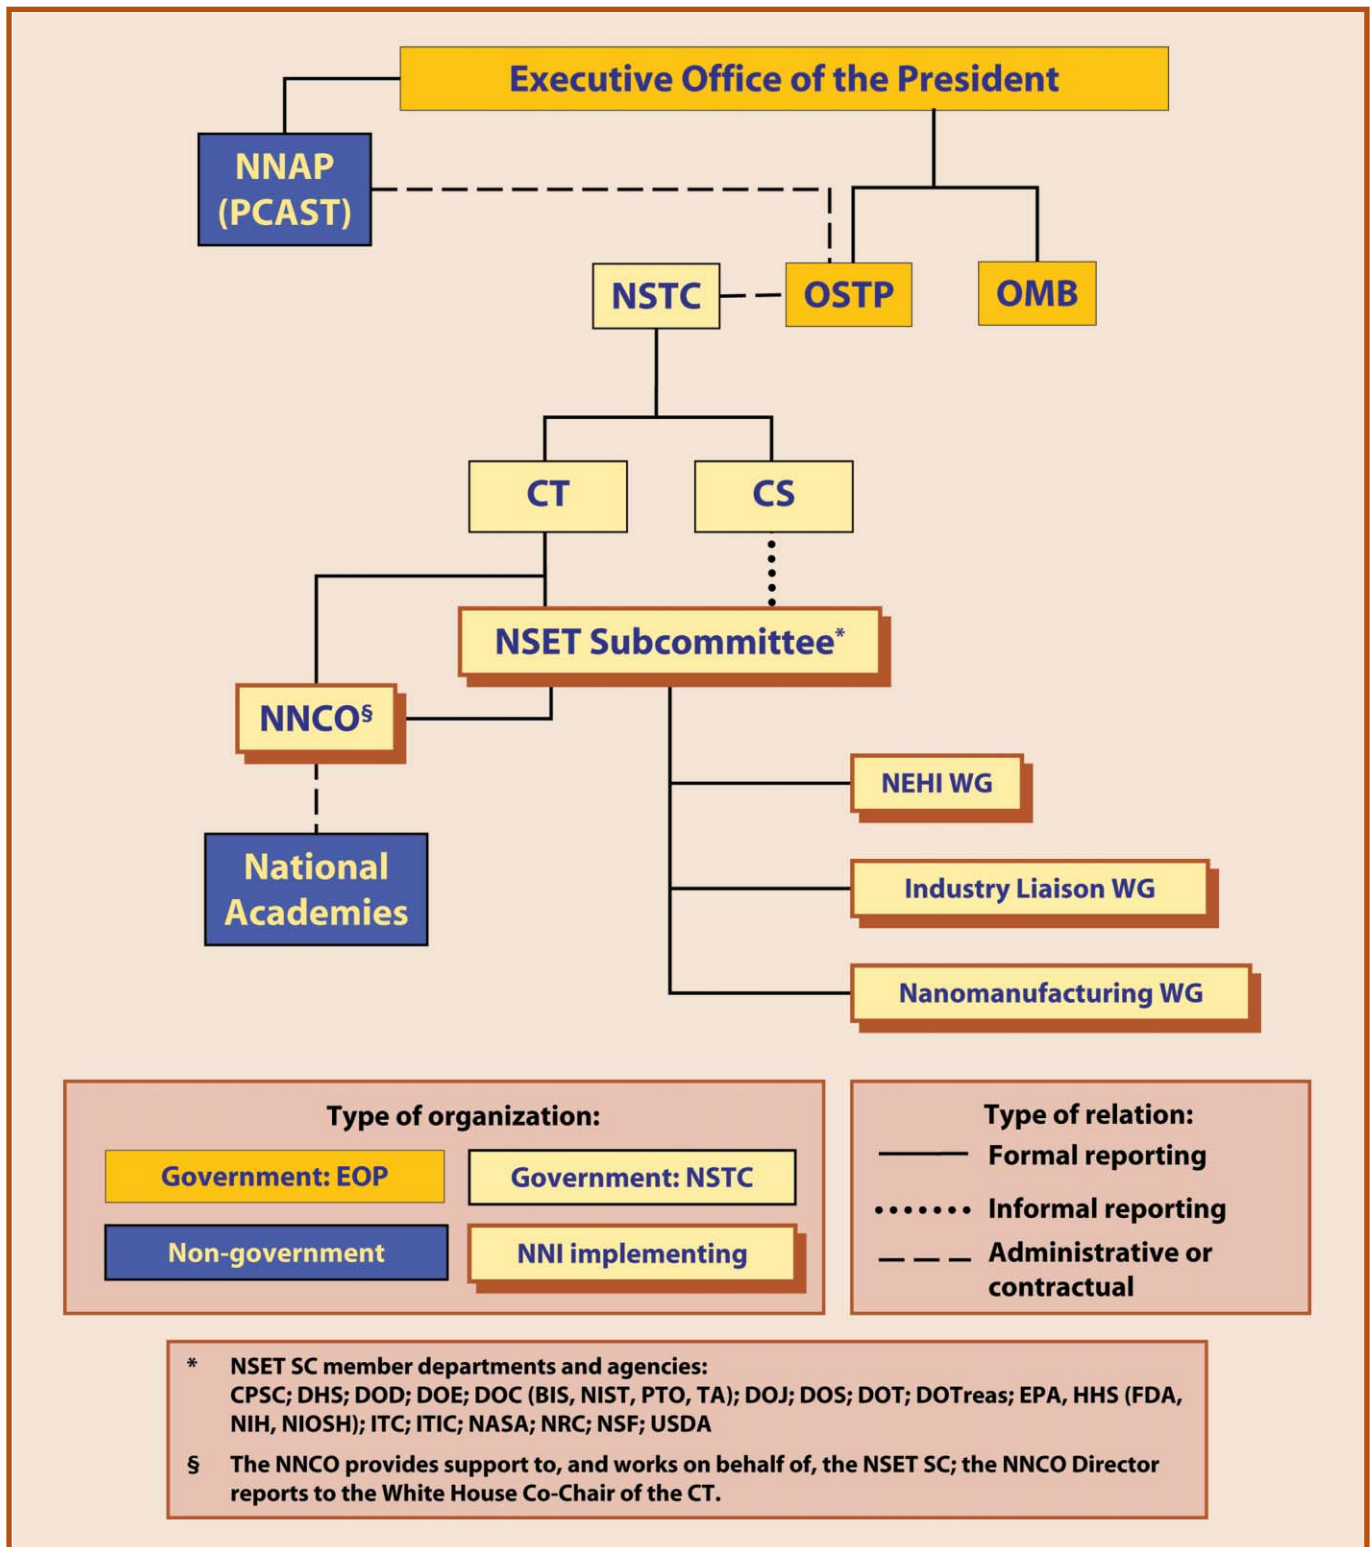 Executive Office of the President
NNAP
(PCAST)
NSTC
OSTP
OMB
CT
CS
NSET Subcommittee*
NNCO§
NEHI WG
National
Academies
Industry Liaison WG
Nanomanufacturing WG
Type of organization:
Government: EOP
Government: NSTC
Non-government
NNI implementing
Type of relation:
Formal reporting
Informal reporting
Administrative or
contractual
* NSET SC member departments and agencies:
CPSC; DHS; DOD; DOE; DOC (BIS, NIST, PTO, TA); DOJ; DOS; DOT; DOTreas; EPA, HHS (FDA,
NIH, NIOSH); ITC; ITIC; NASA; NRC; NSF; USDA
§ The NNCO provides support to, and works on behalf of, the NSET SC; the NNCO Director
reports to the White House Co-Chair of the CT.